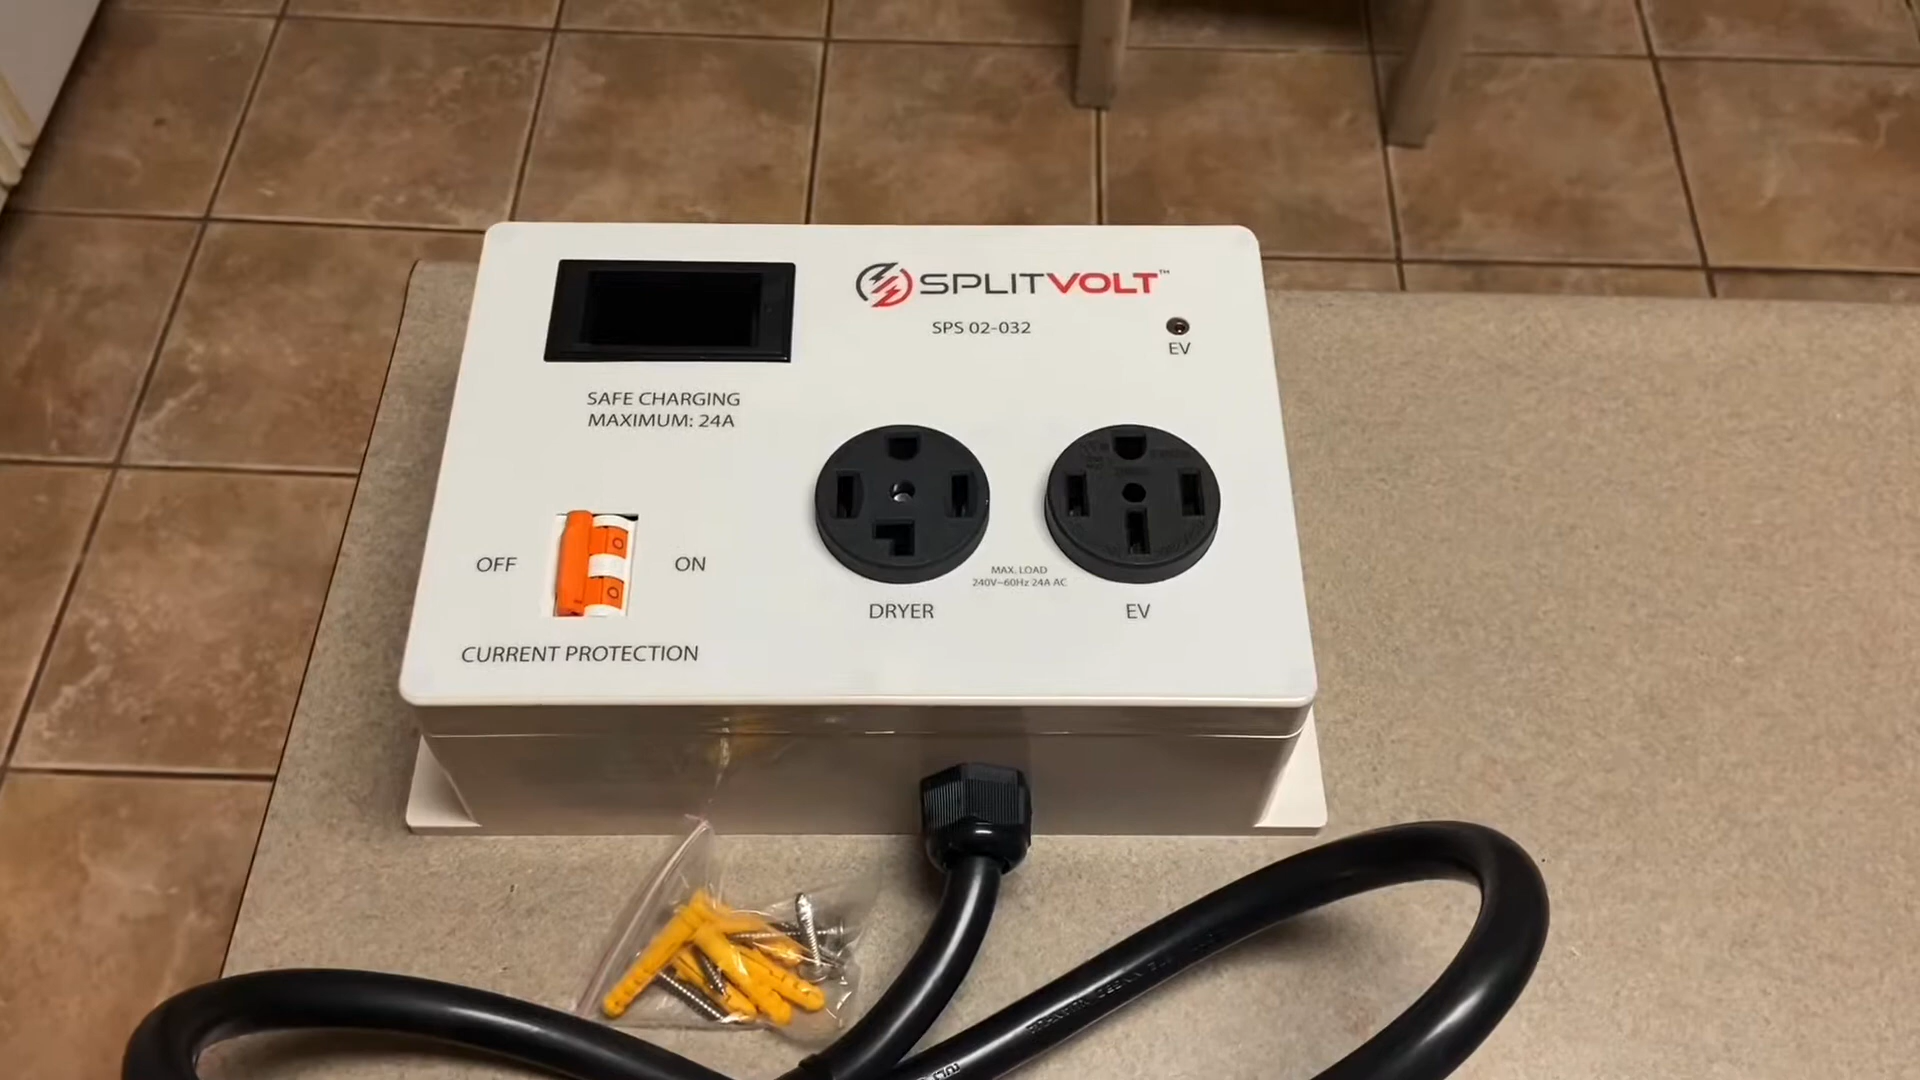 SPLITVOLT™
SPS 02-032
EV
SAFE CHARGING
MAXIMUM: 24A
OFF
ON
MAX. LOAD
240V~60Hz 24A AC
DRYER
EV
CURRENT PROTECTION